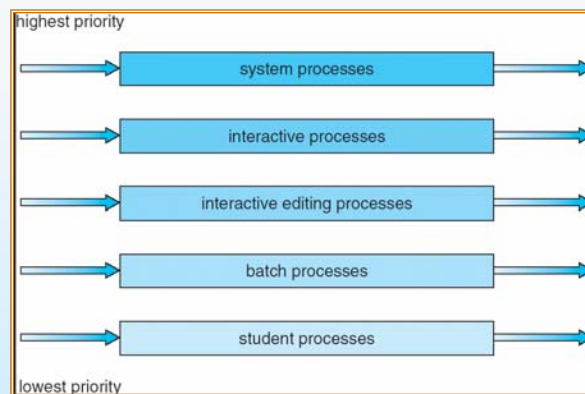 highest priority
system processes
interactive processes
interactive editing processes
batch processes
student processes
lowest priority